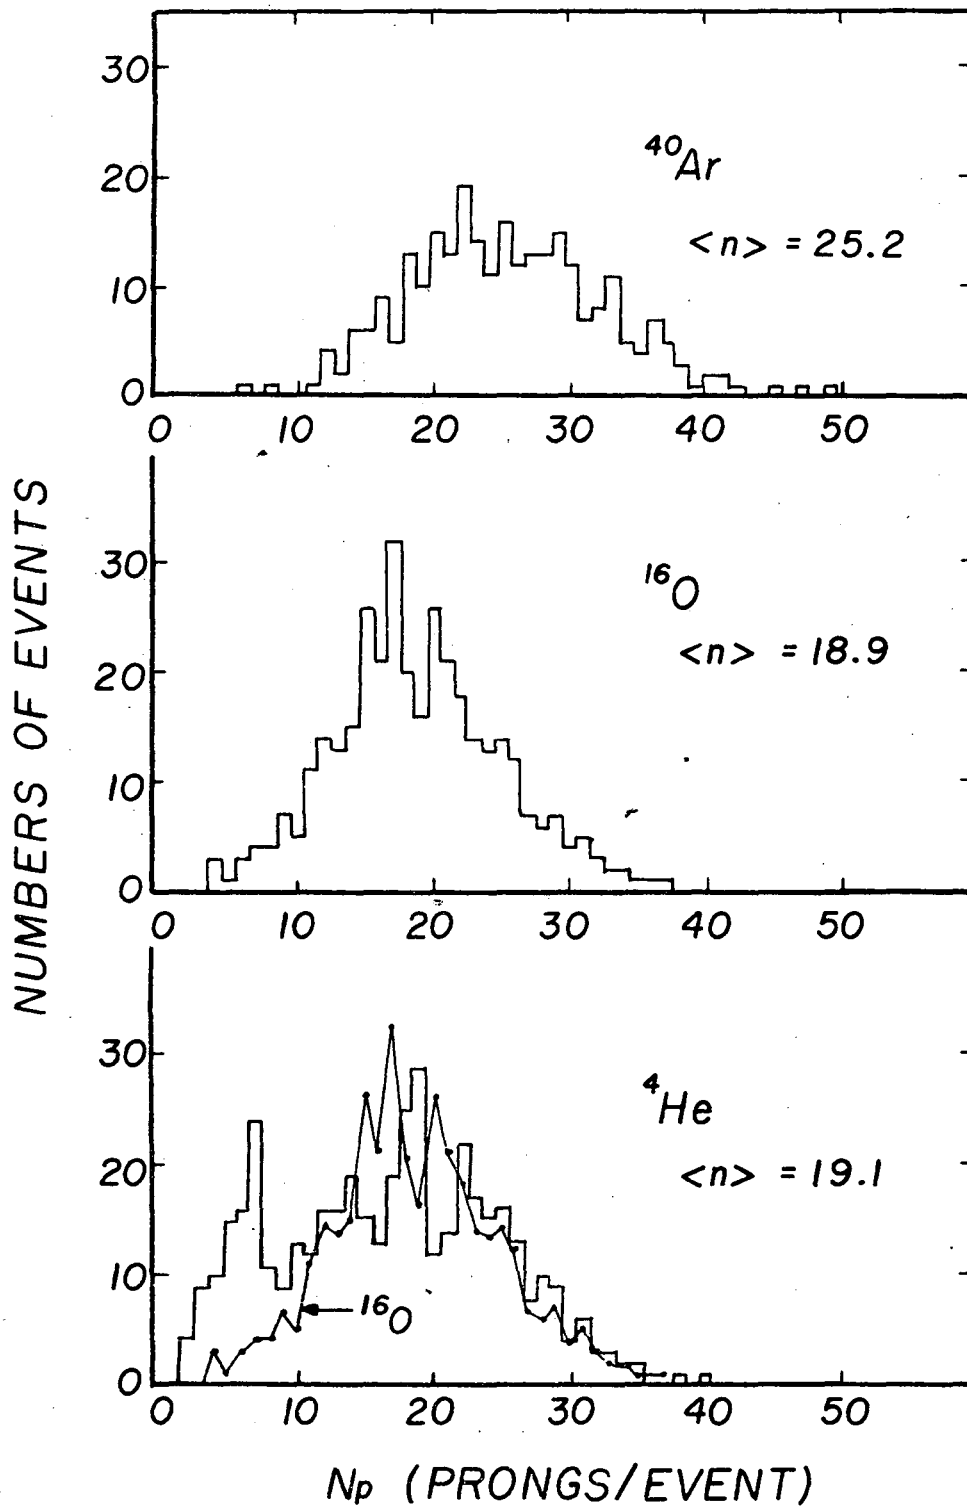 30
20
10
0
⁴⁰Ar
<n> = 25.2
0 10 20 30 40 50
NUMBERS OF EVENTS
30
20
10
0
¹⁶O
<n> = 18.9
0 10 20 30 40 50
30
20
10
0
⁴He
<n> = 19.1
¹⁶O
0 10 20 30 40 50
Np (PRONGS/EVENT)